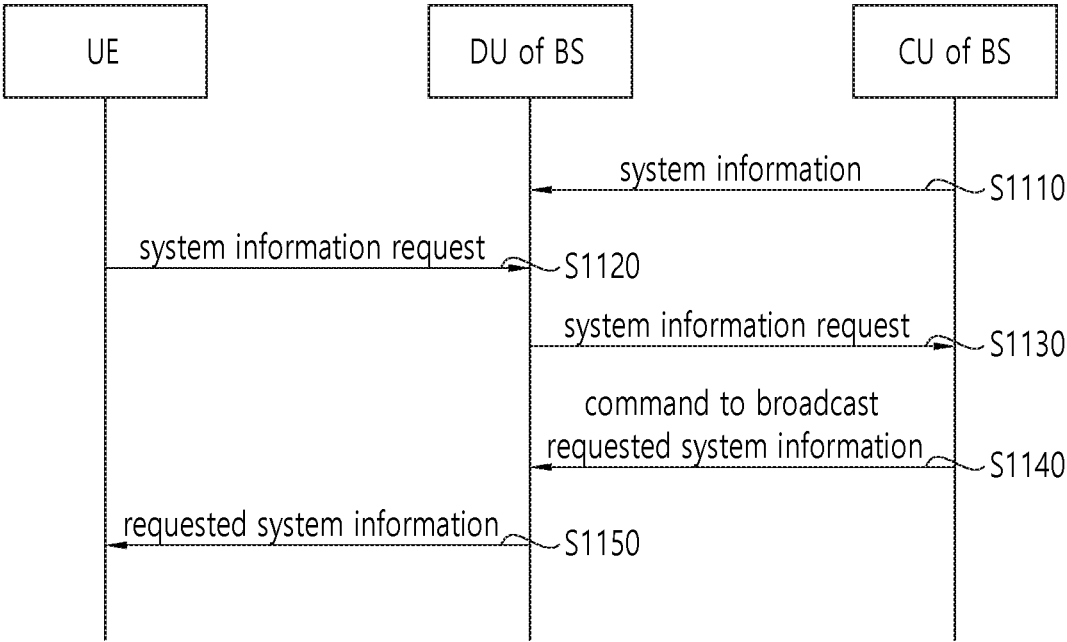 UE
DU of BS
CU of BS
system information
S1110
system information request
S1120
system information request
S1130
command to broadcast
requested system information
S1140
requested system information
S1150